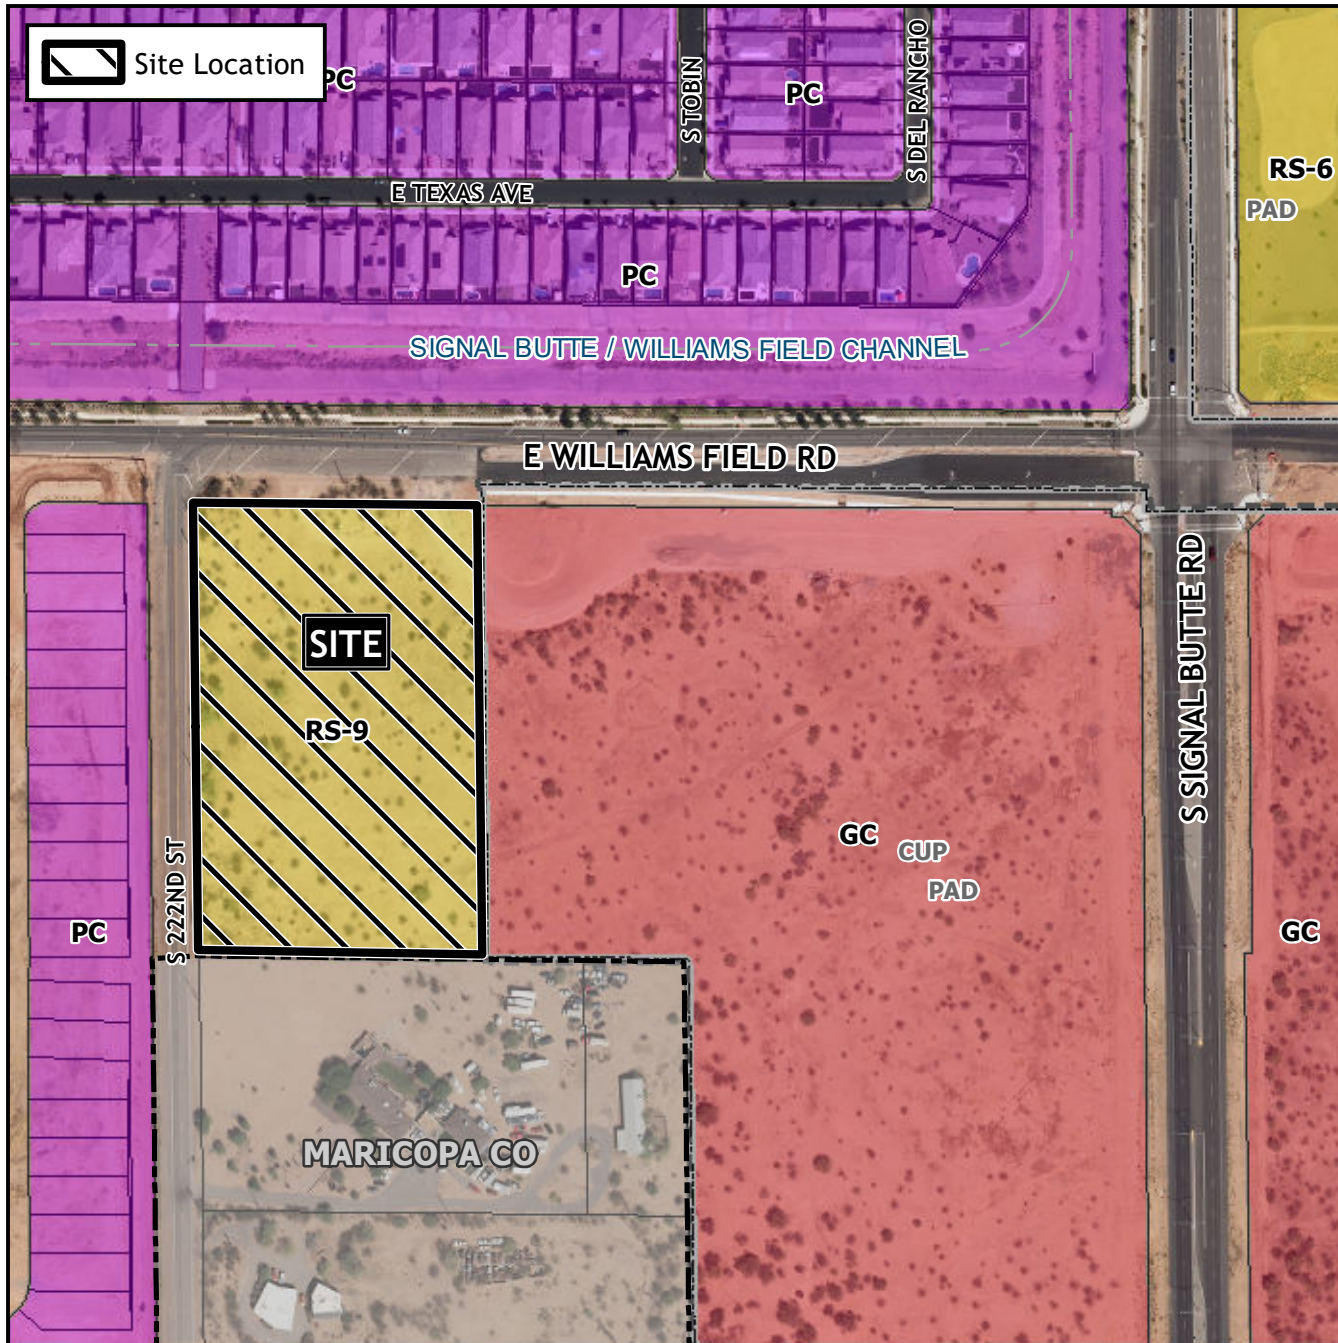 Site Location
PC
PC
S TOBIN
S DEL RANCHO
RS-6
PAD
E TEXAS AVE
PC
SIGNAL BUTTE / WILLIAMS FIELD CHANNEL
E WILLIAMS FIELD RD
SITE
RS-9
S SIGNAL BUTTE RD
GC
CUP
PAD
S 222ND ST
PC
GC
MARICOPA CO